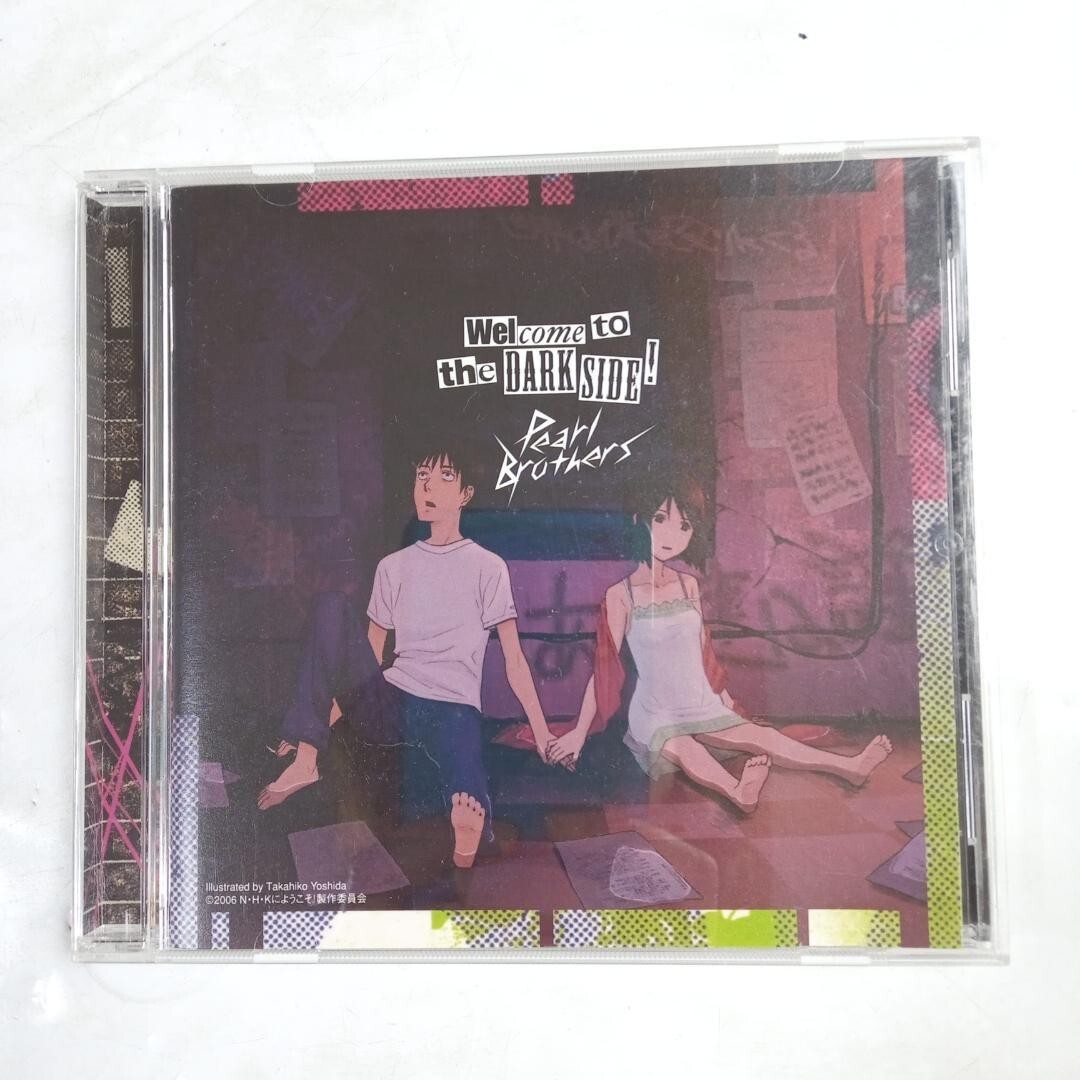 Welcome to
the DARK SIDE!
Pearl
Brothers
Illustrated by Takahiko Yoshida
©2006 N・H・Kにようこそ!製作委員会